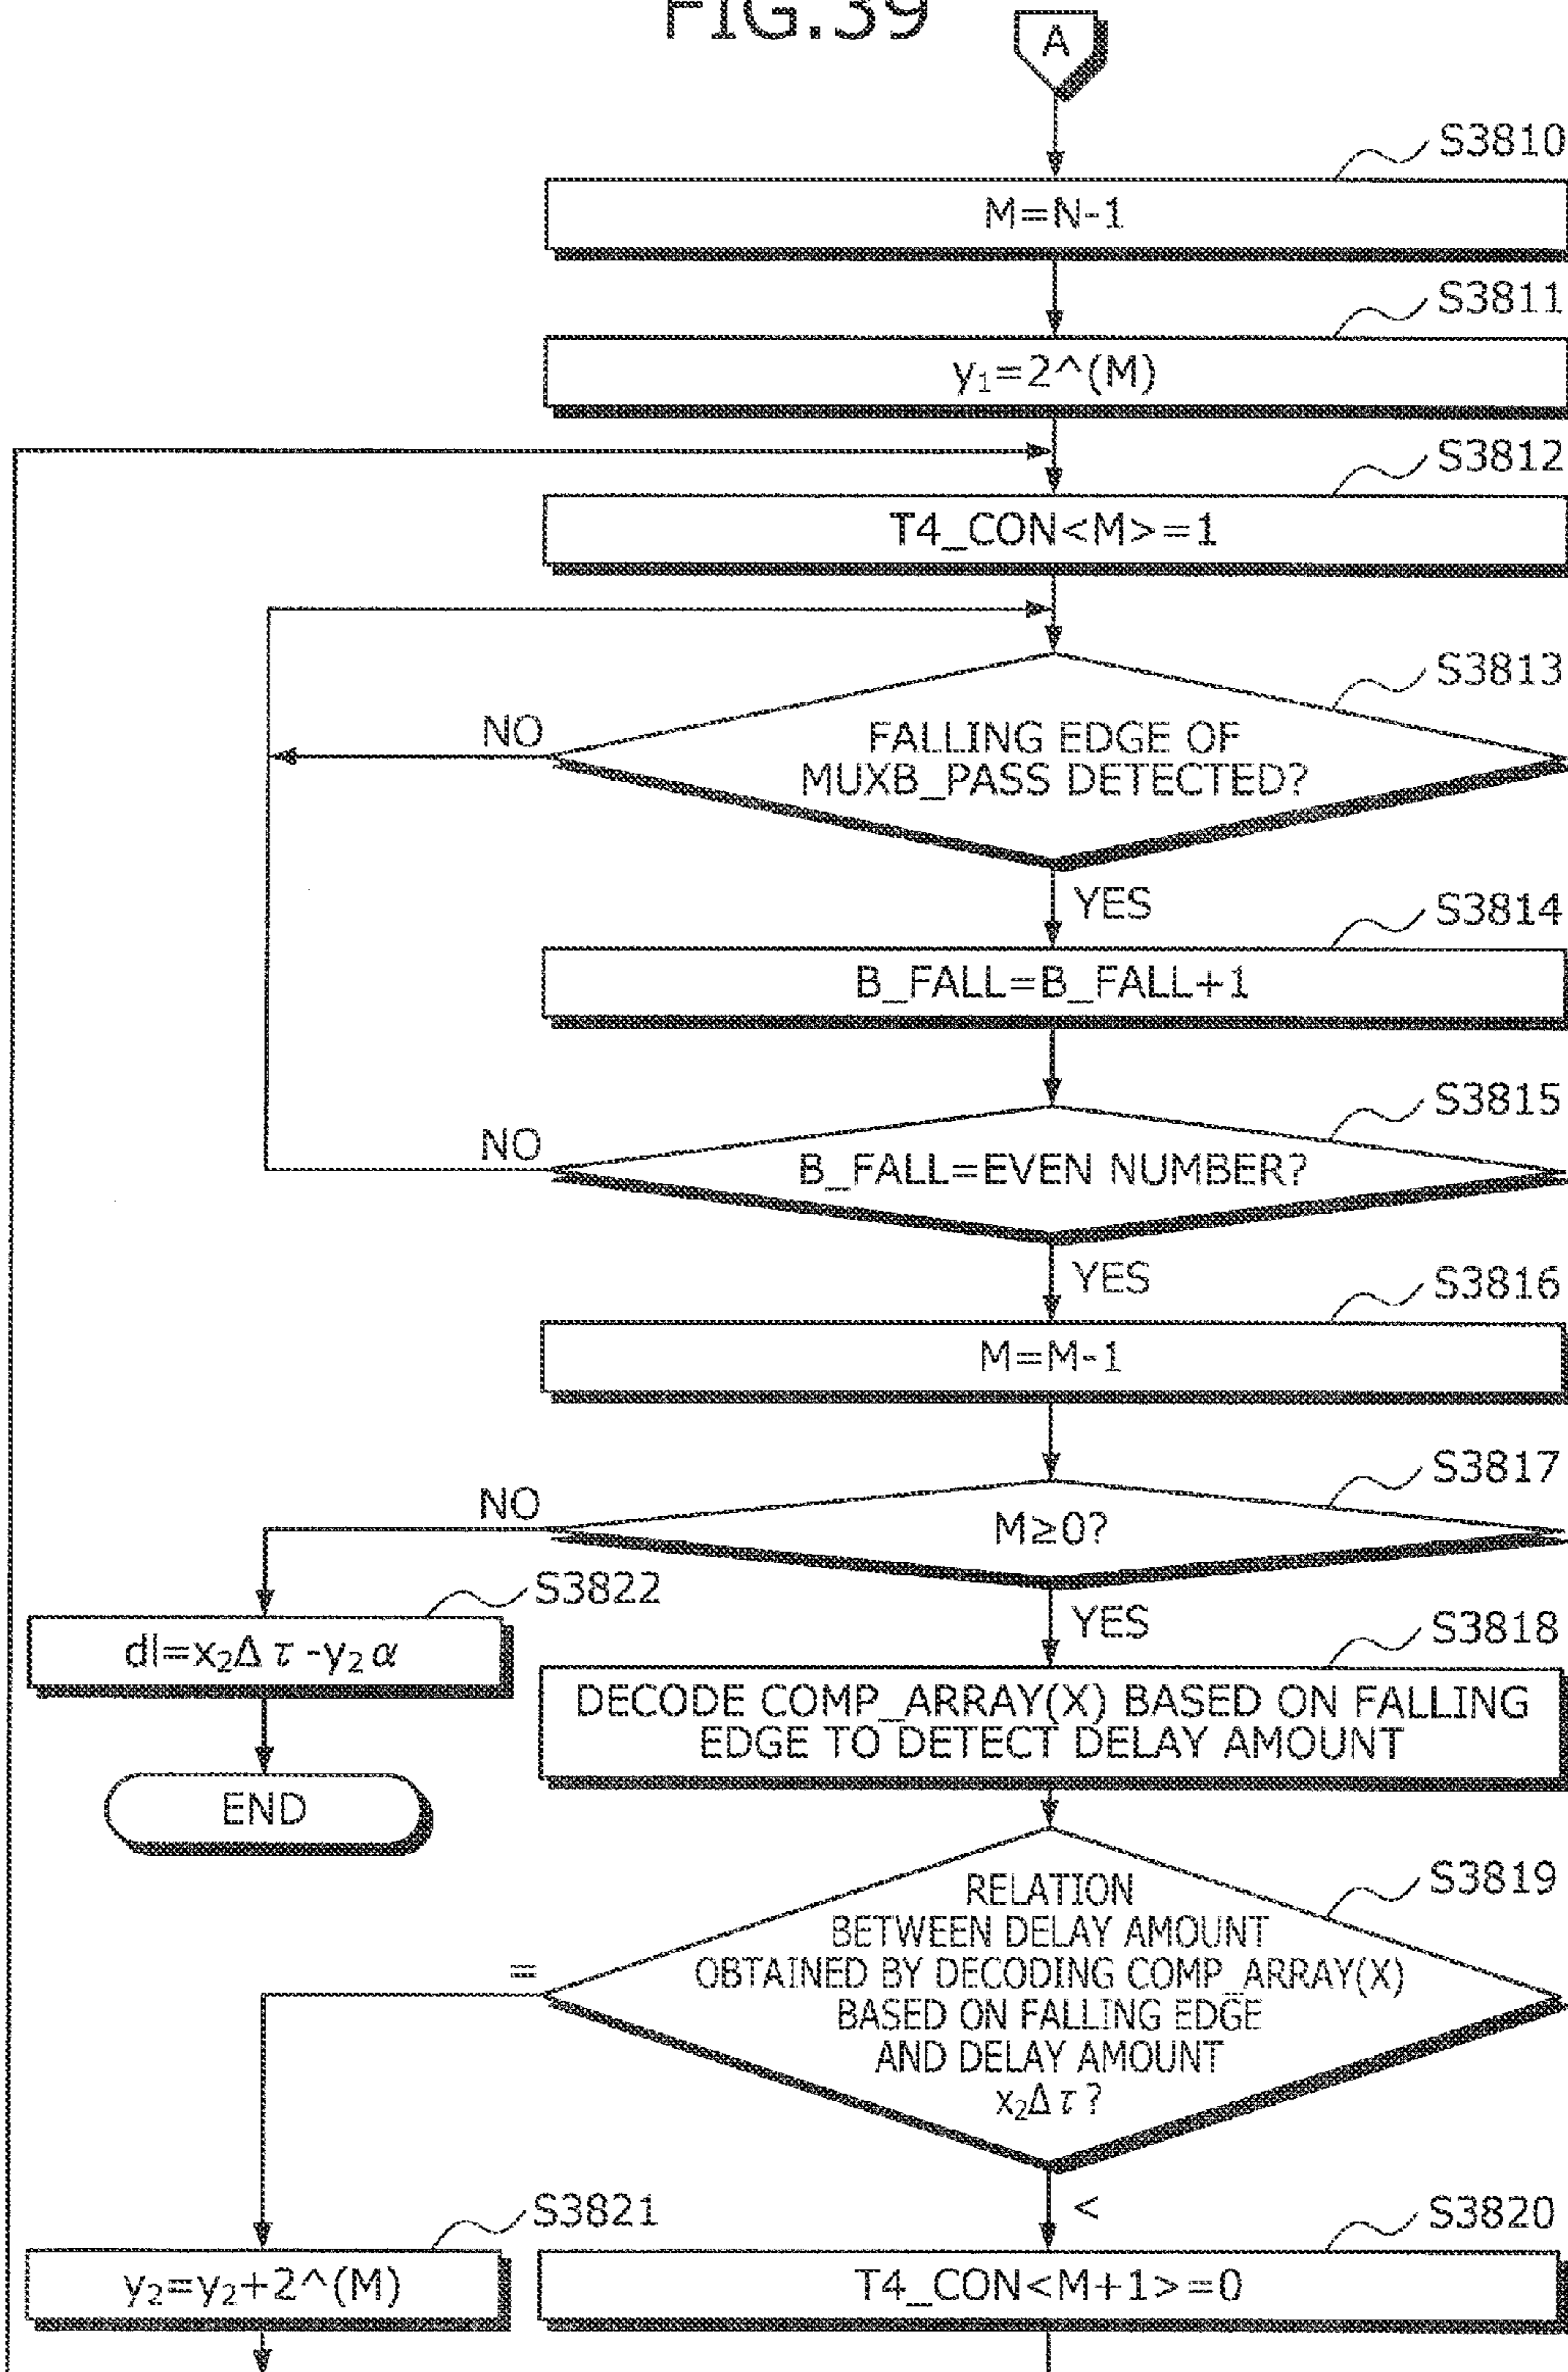 FIG.39
A
S3810
M=N-1
S3811
y₁=2^(M)
S3812
T4_CON<M>=1
S3813
NO
FALLING EDGE OF
MUXB_PASS DETECTED?
YES
S3814
B_FALL=B_FALL+1
S3815
NO
B_FALL=EVEN NUMBER?
YES
S3816
M=M-1
S3817
NO
M≥0?
S3822
YES
S3818
dl=x₂Δτ-y₂α
DECODE COMP_ARRAY(X) BASED ON FALLING
EDGE TO DETECT DELAY AMOUNT
END
S3819
RELATION
BETWEEN DELAY AMOUNT
=
OBTAINED BY DECODING COMP_ARRAY(X)
BASED ON FALLING EDGE
AND DELAY AMOUNT
x₂Δτ?
<
S3821
S3820
y₂=y₂+2^(M)
T4_CON<M+1>=0